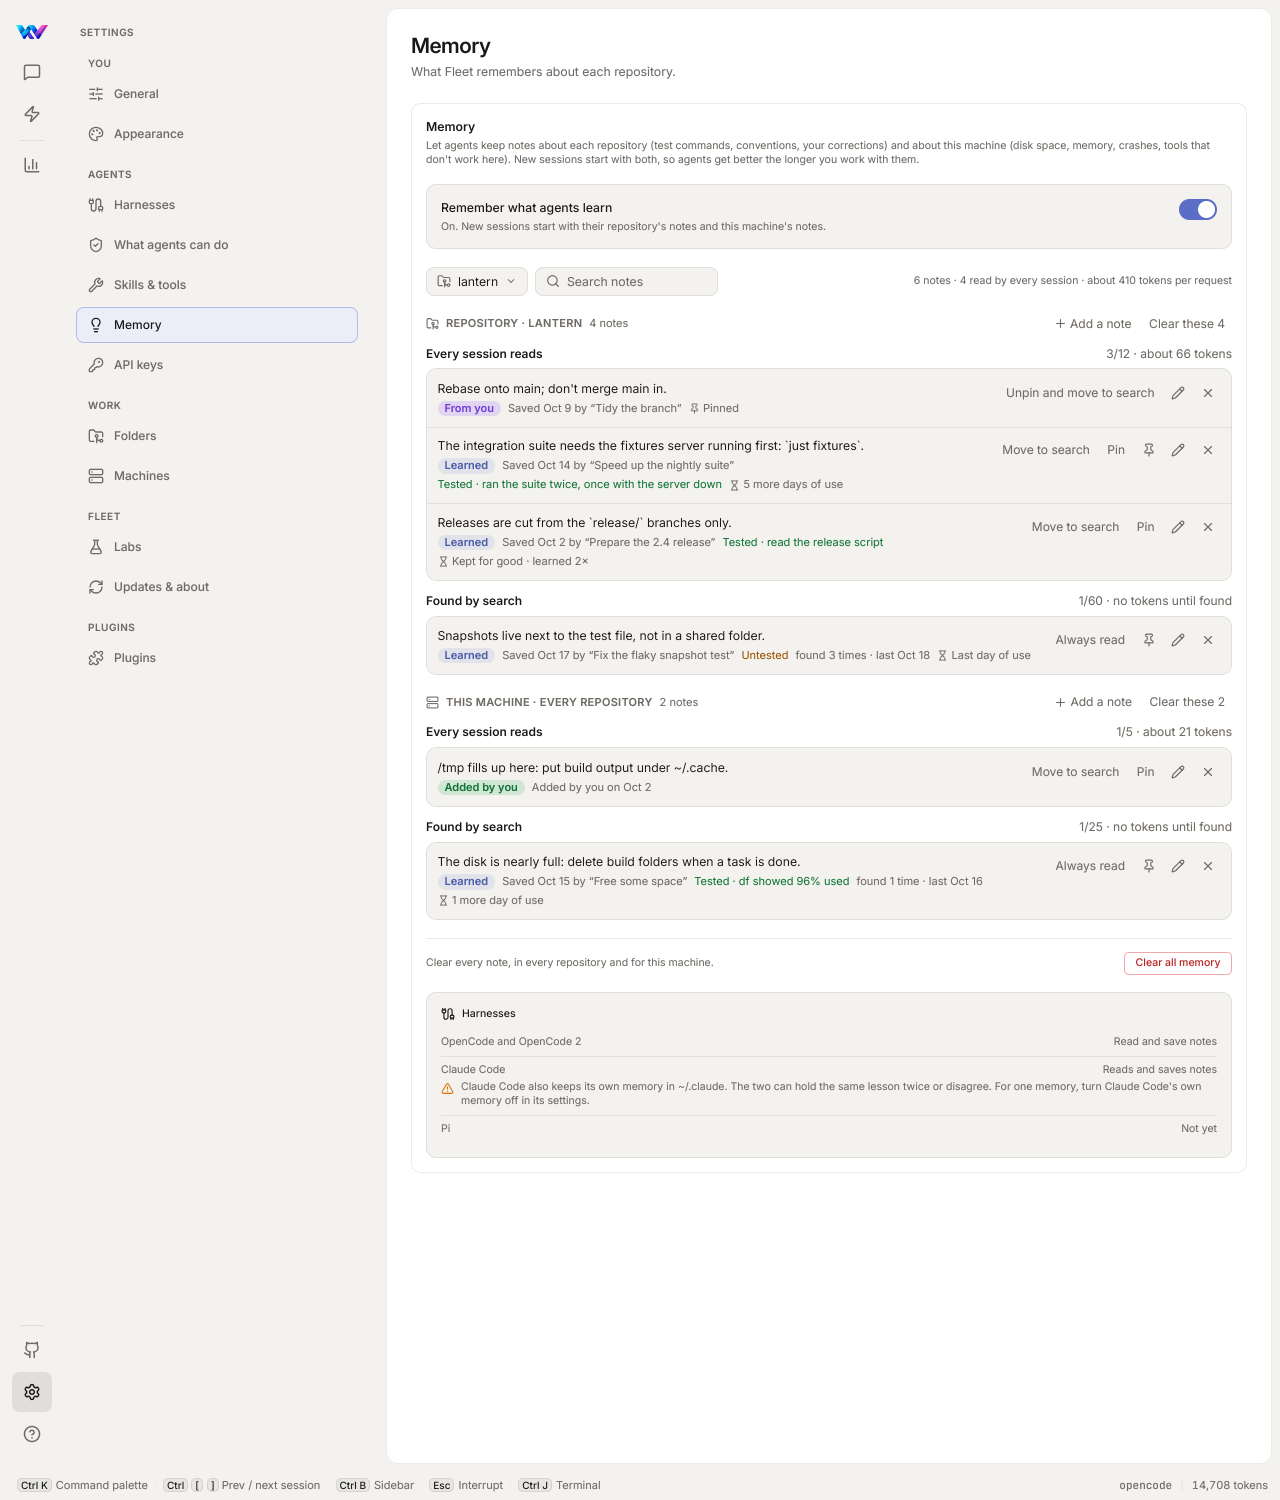 SETTINGS
YOU
General
Appearance
AGENTS
Harnesses
What agents can do
Skills & tools
Memory
API keys
WORK
Folders
Machines
FLEET
Labs
Updates & about
PLUGINS
Plugins
Memory
What Fleet remembers about each repository.
Memory
Let agents keep notes about each repository (test commands, conventions, your corrections) and about this machine (disk space, memory, crashes, tools that
don't work here). New sessions start with both, so agents get better the longer you work with them.
Remember what agents learn
On. New sessions start with their repository's notes and this machine's notes.
lantern Search notes 6 notes · 4 read by every session · about 410 tokens per request
REPOSITORY · LANTERN 4 notes + Add a note Clear these 4
Every session reads 3/12 · about 66 tokens
Rebase onto main; don't merge main in. Unpin and move to search
From you Saved Oct 9 by “Tidy the branch” Pinned
The integration suite needs the fixtures server running first: `just fixtures`. Move to search Pin
Learned Saved Oct 14 by “Speed up the nightly suite”
Tested · ran the suite twice, once with the server down 5 more days of use
Releases are cut from the `release/` branches only. Move to search Pin
Learned Saved Oct 2 by “Prepare the 2.4 release” Tested · read the release script
Kept for good · learned 2×
Found by search 1/60 · no tokens until found
Snapshots live next to the test file, not in a shared folder. Always read
Learned Saved Oct 17 by “Fix the flaky snapshot test” Untested found 3 times · last Oct 18 Last day of use
THIS MACHINE · EVERY REPOSITORY 2 notes + Add a note Clear these 2
Every session reads 1/5 · about 21 tokens
/tmp fills up here: put build output under ~/.cache. Move to search Pin
Added by you Added by you on Oct 2
Found by search 1/25 · no tokens until found
The disk is nearly full: delete build folders when a task is done. Always read
Learned Saved Oct 15 by “Free some space” Tested · df showed 96% used found 1 time · last Oct 16
1 more day of use
Clear every note, in every repository and for this machine. Clear all memory
Harnesses
OpenCode and OpenCode 2 Read and save notes
Claude Code Reads and saves notes
Claude Code also keeps its own memory in ~/.claude. The two can hold the same lesson twice or disagree. For one memory, turn Claude Code's own
memory off in its settings.
Pi Not yet
Ctrl K Command palette Ctrl [ ] Prev / next session Ctrl B Sidebar Esc Interrupt Ctrl J Terminal opencode 14,708 tokens